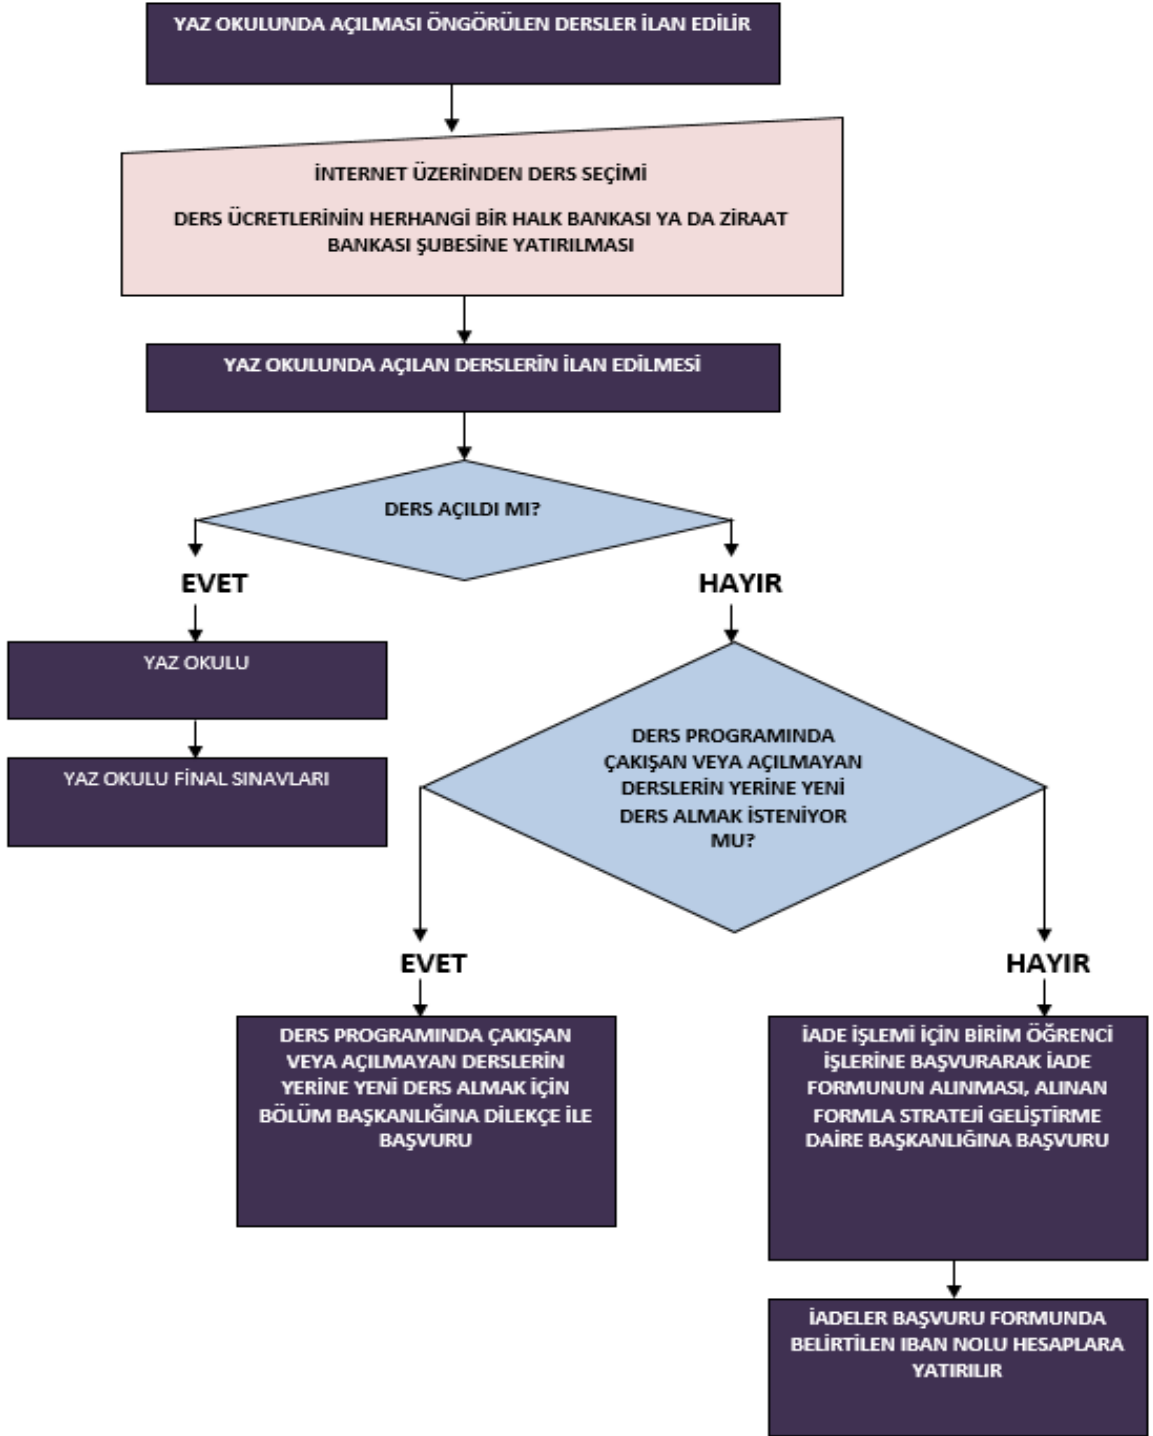 YAZ OKULUNDA AÇILMASI ÖNGÖRÜLEN DERSLER İLAN EDİLİR
İNTERNET ÜZERİNDEN DERS SEÇİMİ
DERS ÜCRETLERİNİN HERHANGİ BİR HALK BANKASI YA DA ZİRAAT
BANKASI ŞUBESİNE YATIRILMASI
YAZ OKULUNDA AÇILAN DERSLERİN İLAN EDİLMESİ
DERS AÇILDI MI?
EVET
HAYIR
YAZ OKULU
YAZ OKULU FİNAL SINAVLARI
DERS PROGRAMINDA
ÇAKIŞAN VEYA AÇILMAYAN
DERSLERİN YERİNE YENİ
DERS ALMAK İSTENİYOR
MU?
EVET
HAYIR
DERS PROGRAMINDA ÇAKIŞAN
VEYA AÇILMAYAN DERSLERİN
YERİNE YENİ DERS ALMAK İÇİN
BÖLÜM BAŞKANLIĞINA DİLEKÇE İLE
BAŞVURU
İADE İŞLEMİ İÇİN BİRİM ÖĞRENCİ
İŞLERİNE BAŞVURARAK İADE
FORMUNUN ALINMASI, ALINAN
FORMLA STRATEJİ GELİŞTİRME
DAİRE BAŞKANLIĞINA BAŞVURU
İADELER BAŞVURU FORMUNDA
BELİRTİLEN IBAN NOLU HESAPLARA
YATIRILIR